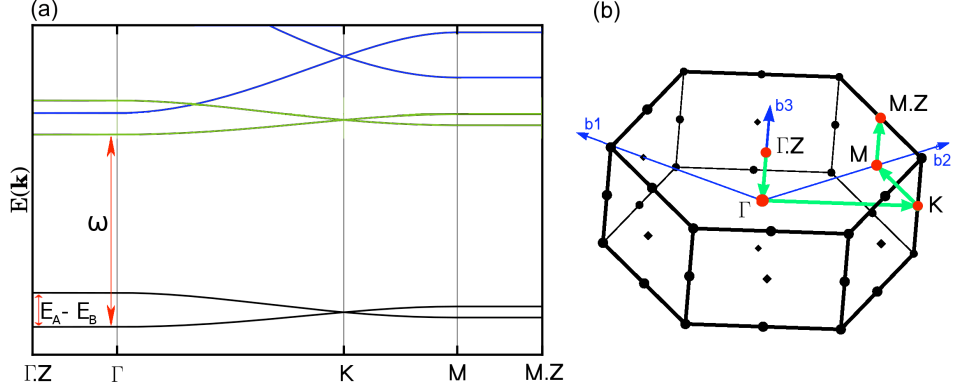 (a)
E(k)
ω
E_A - E_B
Γ.Z
Γ
K
M
M.Z
(b)
b1
b3
Γ.Z
M.Z
M
b2
Γ
K